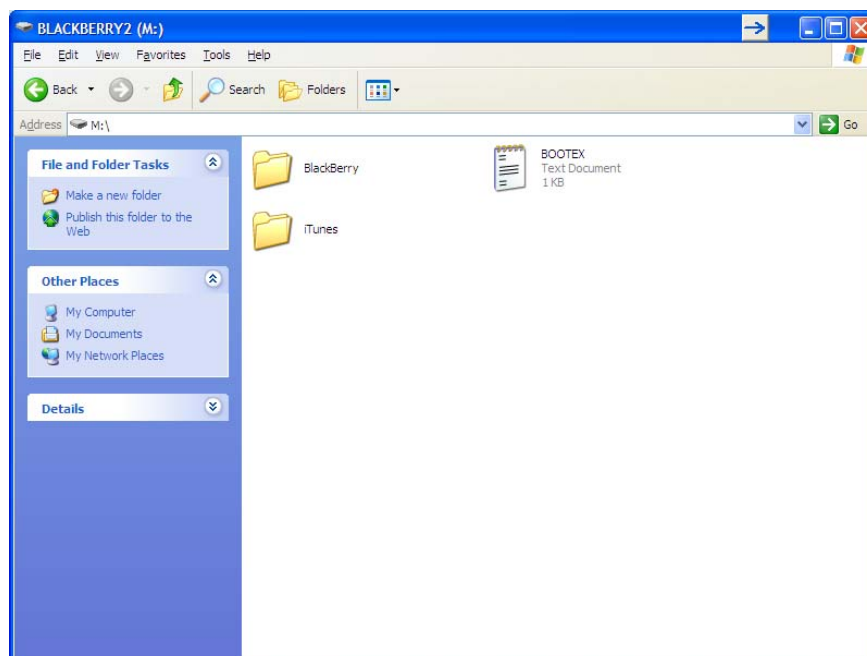 BLACKBERRY2 (M:)
File Edit View Favorites Tools Help
Back Search Folders
Address M:\ Go
File and Folder Tasks
Make a new folder
Publish this folder to the
Web
Other Places
My Computer
My Documents
My Network Places
Details
BlackBerry
BOOTEX
Text Document
1 KB
iTunes